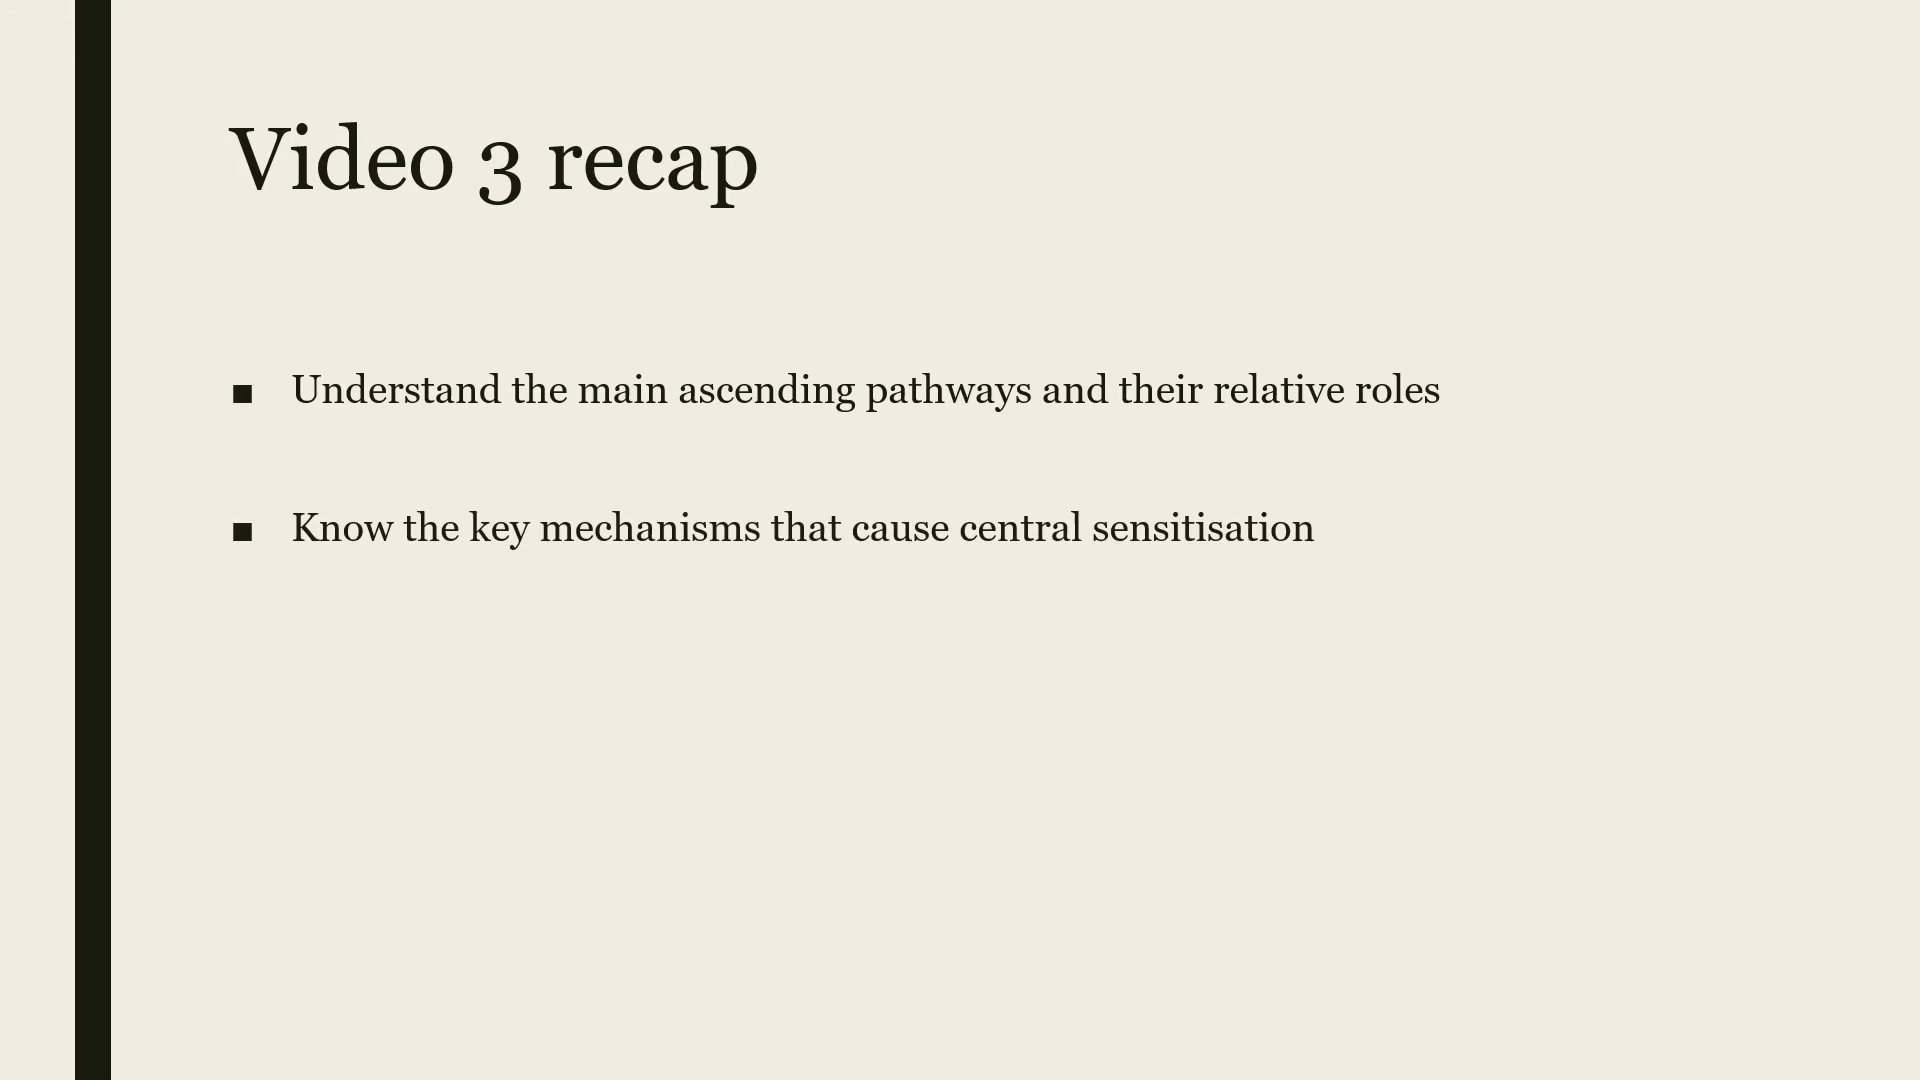 Video 3 recap
■ Understand the main ascending pathways and their relative roles
■ Know the key mechanisms that cause central sensitisation